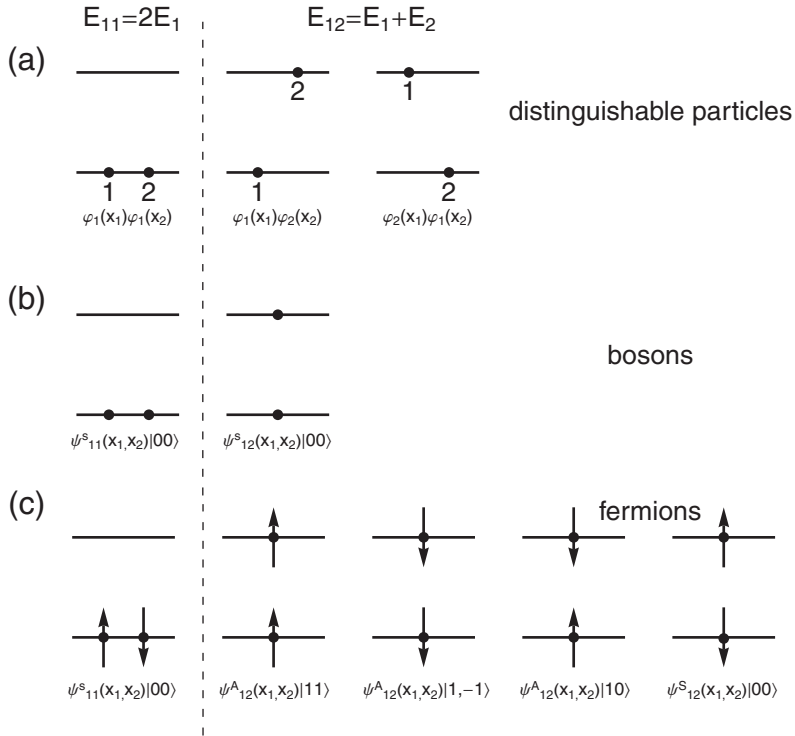 E₁₁=2E₁ E₁₂=E₁+E₂
(a)
2 1
distinguishable particles
1 2 1 2
φ₁(x₁)φ₁(x₂) φ₁(x₁)φ₂(x₂) φ₂(x₁)φ₁(x₂)
(b)
bosons
ψˢ₁₁(x₁,x₂)|00⟩ ψˢ₁₂(x₁,x₂)|00⟩
(c)
fermions
ψˢ₁₁(x₁,x₂)|00⟩ ψᴬ₁₂(x₁,x₂)|11⟩ ψᴬ₁₂(x₁,x₂)|1,−1⟩ ψᴬ₁₂(x₁,x₂)|10⟩ ψˢ₁₂(x₁,x₂)|00⟩